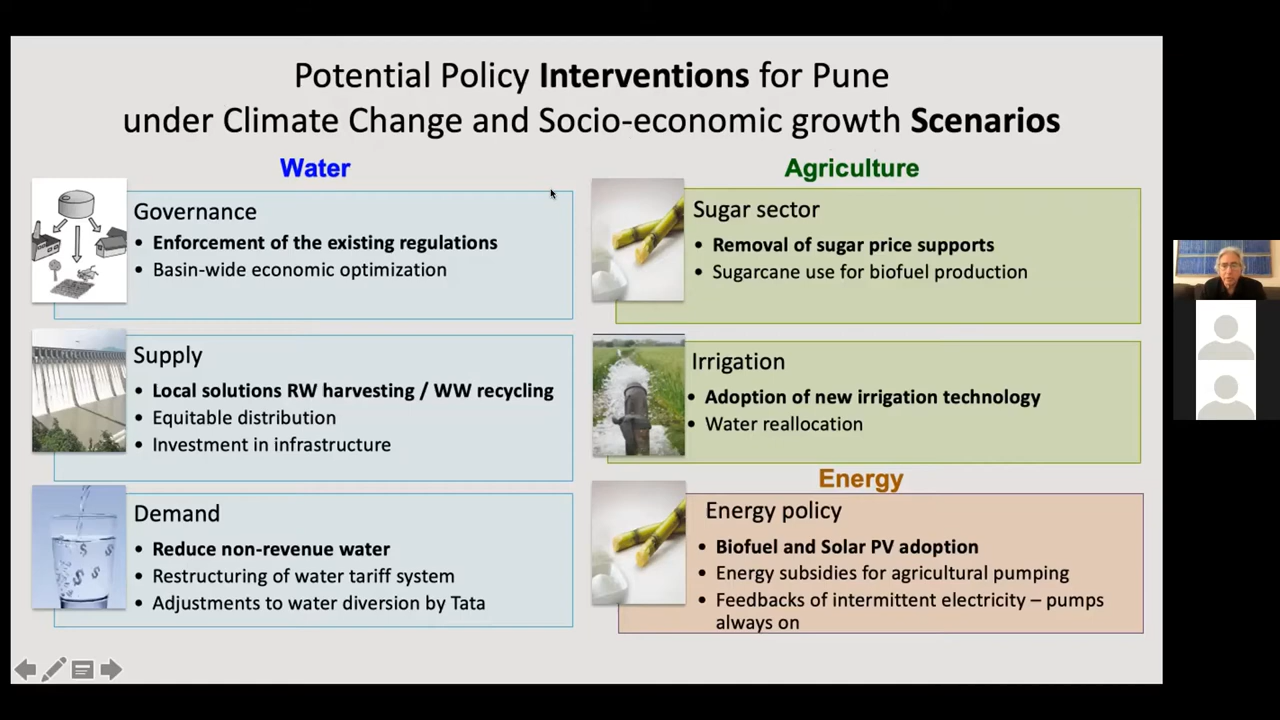 Potential Policy Interventions for Pune
under Climate Change and Socio-economic growth Scenarios
Water
Governance
• Enforcement of the existing regulations
• Basin-wide economic optimization
Supply
• Local solutions RW harvesting / WW recycling
• Equitable distribution
• Investment in infrastructure
Demand
• Reduce non-revenue water
• Restructuring of water tariff system
• Adjustments to water diversion by Tata
Agriculture
Sugar sector
• Removal of sugar price supports
• Sugarcane use for biofuel production
Irrigation
• Adoption of new irrigation technology
• Water reallocation
Energy
Energy policy
• Biofuel and Solar PV adoption
• Energy subsidies for agricultural pumping
• Feedbacks of intermittent electricity – pumps
always on